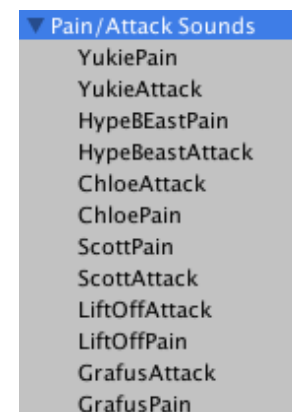 Pain/Attack Sounds
YukiePain
YukieAttack
HypeBEastPain
HypeBeastAttack
ChloeAttack
ChloePain
ScottPain
ScottAttack
LiftOffAttack
LiftOffPain
GrafusAttack
GrafusPain